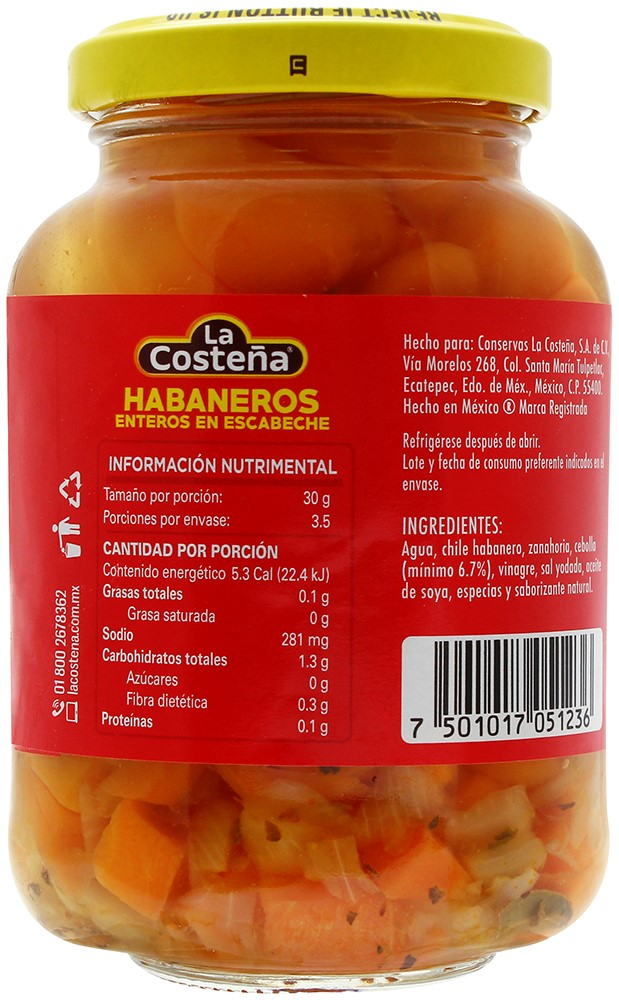 REJECT IF BUTTON IS UP
La
Costeña®
HABANEROS
ENTEROS EN ESCABECHE
INFORMACIÓN NUTRIMENTAL
Tamaño por porción: 30 g
Porciones por envase: 3.5
CANTIDAD POR PORCIÓN
Contenido energético 5.3 Cal (22.4 kJ)
Grasas totales 0.1 g
Grasa saturada 0 g
Sodio 281 mg
Carbohidratos totales 1.3 g
Azúcares 0 g
Fibra dietética 0.3 g
Proteínas 0.1 g
01 800 2678362
lacostena.com.mx
Hecho para: Conservas La Costeña, S.A. de C.V.
Vía Morelos 268, Col. Santa María Tulpetlac,
Ecatepec, Edo. de Méx., México, C.P. 55400.
Hecho en México ® Marca Registrada
Refrigérese después de abrir.
Lote y fecha de consumo preferente indicados en el
envase.
INGREDIENTES:
Agua, chile habanero, zanahoria, cebolla
(mínimo 6.7%), vinagre, sal yodada, aceite
de soya, especias y saborizante natural.
7 501017 051236